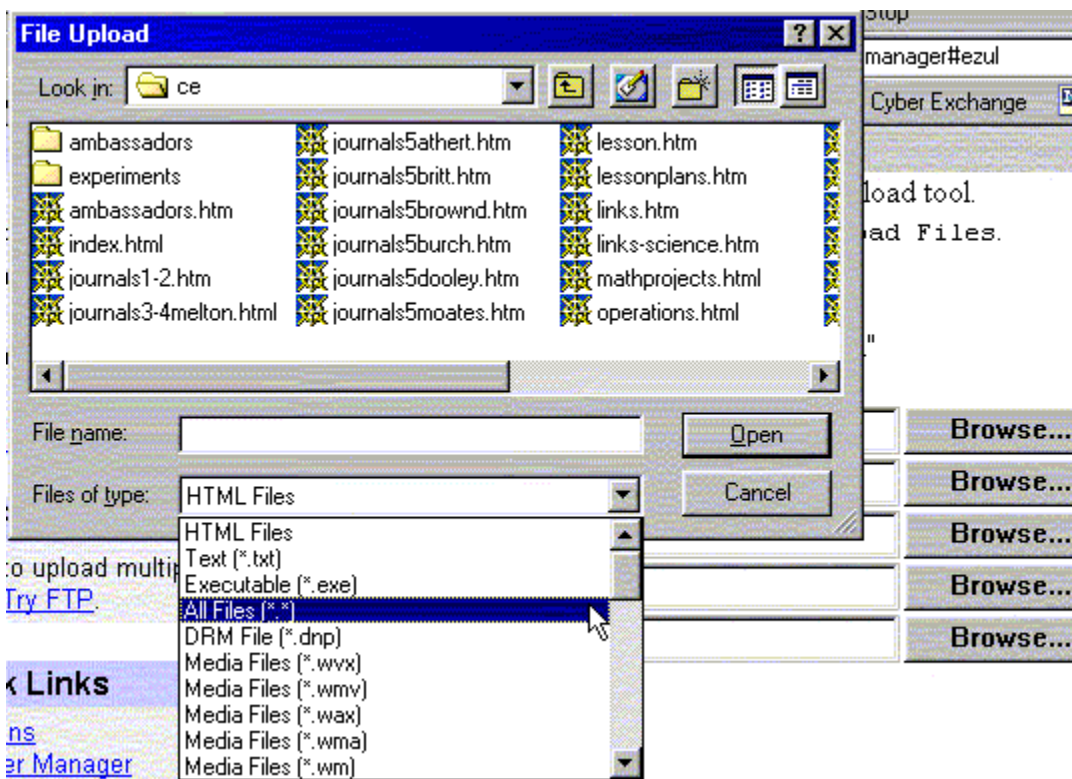 File Upload
Stop
manager#ezul
Look in: ce
Cyber Exchange
ambassadors
experiments
ambassadors.htm
index.html
journals1-2.htm
journals3-4melton.html
journals5athert.htm
journals5britt.htm
journals5brownd.htm
journals5burch.htm
journals5dooley.htm
journals5moates.htm
lesson.htm
lessonplans.htm
links.htm
links-science.htm
mathprojects.html
operations.html
load tool.
ad Files.
"
File name:
Open
Browse...
Files of type: HTML Files
Cancel
Browse...
HTML Files
Text (*.txt)
Executable (*.exe)
All Files (*.*)
DRM File (*.dnp)
Media Files (*.wvx)
Media Files (*.wmv)
Media Files (*.wax)
Media Files (*.wma)
Media Files (*.wm)
Browse...
Browse...
Browse...
to upload multip
Try FTP.
Links
ns
er Manager